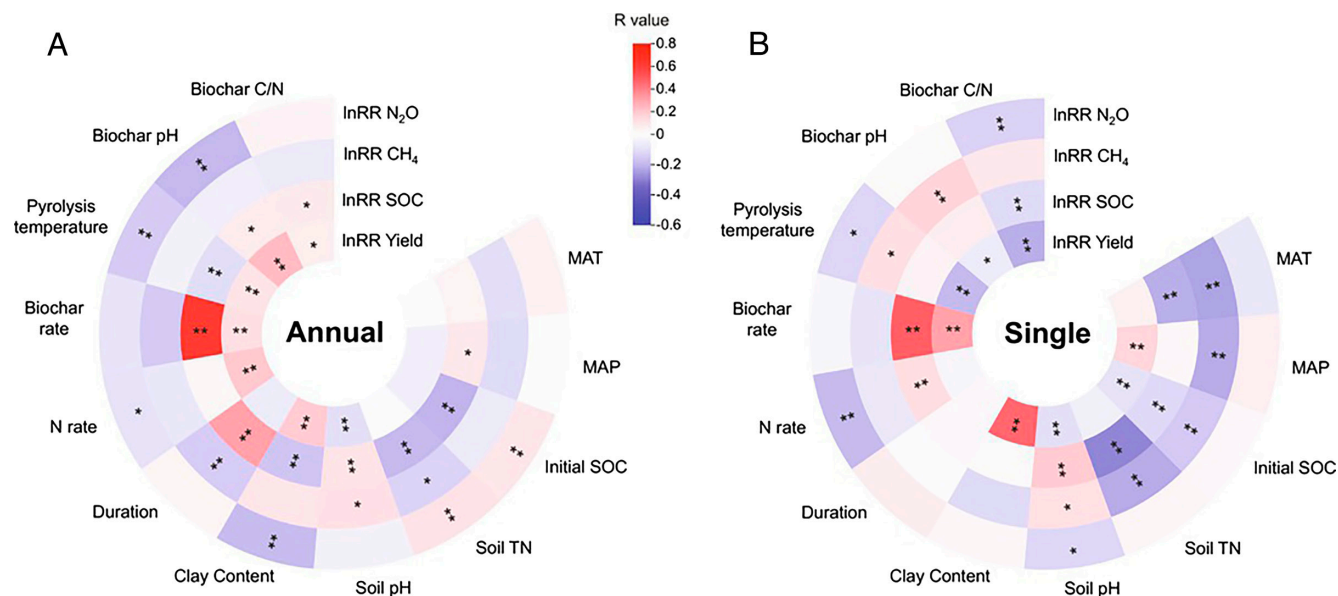 R value
0.8
0.6
0.4
0.2
0
-0.2
-0.4
-0.6
A
Biochar C/N
Biochar pH
Pyrolysis
temperature
Biochar
rate
N rate
Duration
Clay Content
Soil pH
Soil TN
Initial SOC
MAP
MAT
lnRR N₂O
lnRR CH₄
lnRR SOC
lnRR Yield
Annual
B
Biochar C/N
Biochar pH
Pyrolysis
temperature
Biochar
rate
N rate
Duration
Clay Content
Soil pH
Soil TN
Initial SOC
MAP
MAT
lnRR N₂O
lnRR CH₄
lnRR SOC
lnRR Yield
Single